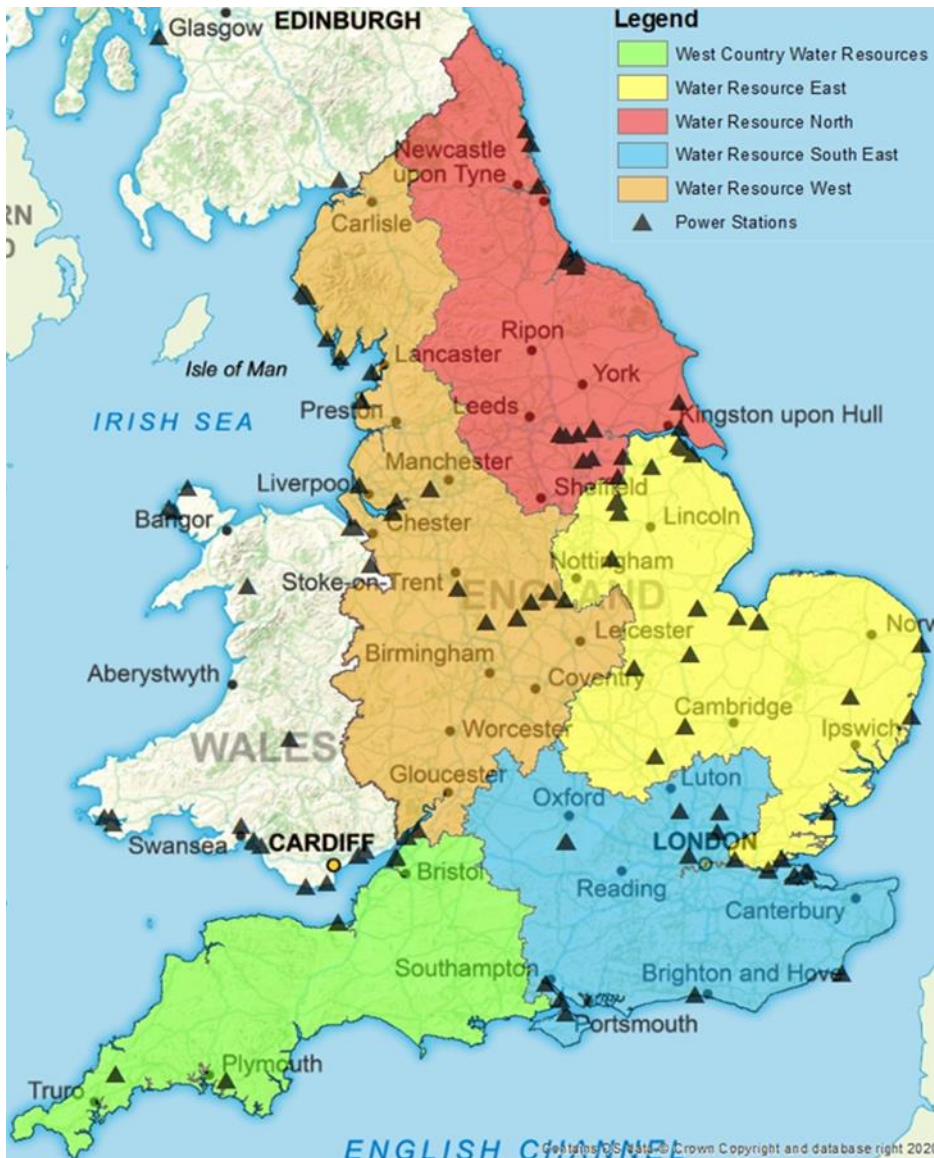 EDINBURGH
Glasgow
Legend
West Country Water Resources
Water Resource East
Water Resource North
Water Resource South East
Water Resource West
Power Stations
Newcastle
upon Tyne
Carlisle
RN
D
Ripon
Isle of Man
Lancaster
York
IRISH SEA
Preston
Leeds
Kingston upon Hull
Manchester
Liverpool
Sheffield
Bangor
Chester
Lincoln
Stoke-on-Trent
Nottingham
ENGLAND
Leicester
Norw
Birmingham
Aberystwyth
Coventry
Cambridge
Worcester
Ipswich
WALES
Gloucester
Luton
Oxford
Swansea
CARDIFF
LONDON
Bristol
Reading
Canterbury
Southampton
Brighton and Hove
Portsmouth
Plymouth
Truro
ENGLISH CHANNEL
Contains OS data © Crown Copyright and database right 2020